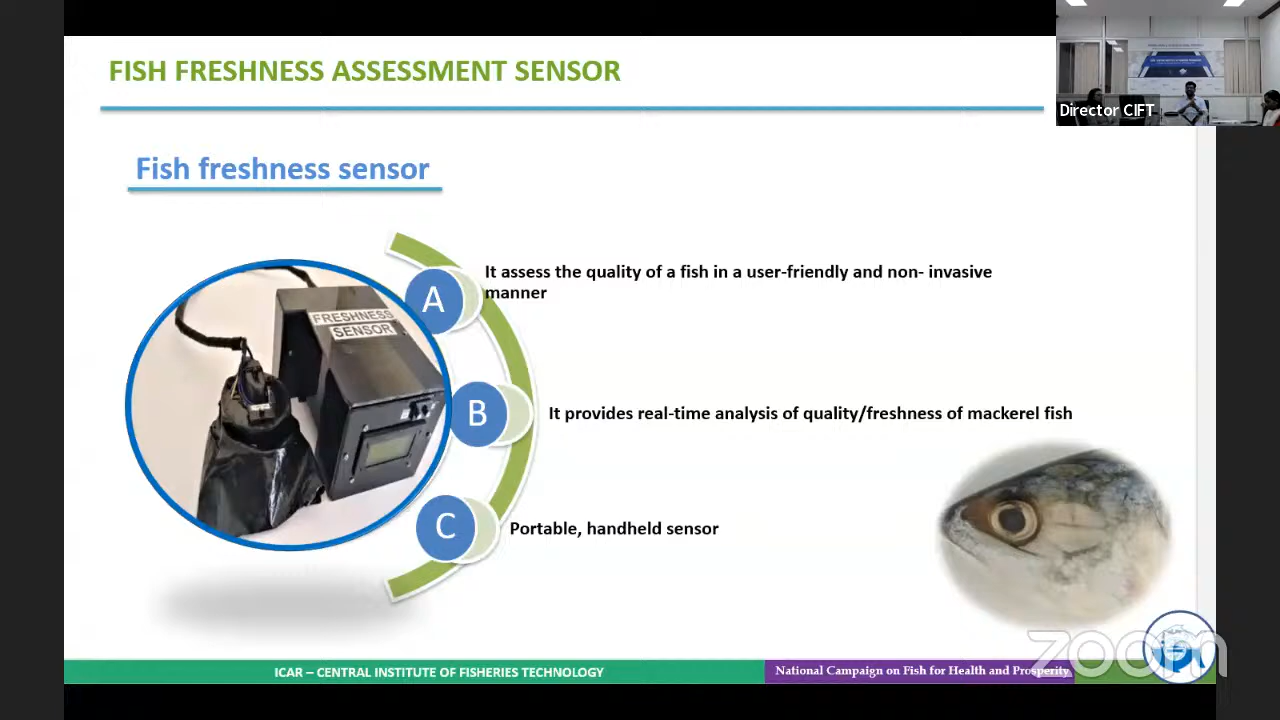 FISH FRESHNESS ASSESSMENT SENSOR
Director CIFT
Fish freshness sensor
A
It assess the quality of a fish in a user-friendly and non- invasive
manner
FRESHNESS
SENSOR
B
It provides real-time analysis of quality/freshness of mackerel fish
C
Portable, handheld sensor
zoom
ICAR – CENTRAL INSTITUTE OF FISHERIES TECHNOLOGY
National Campaign on Fish for Health and Prosperity